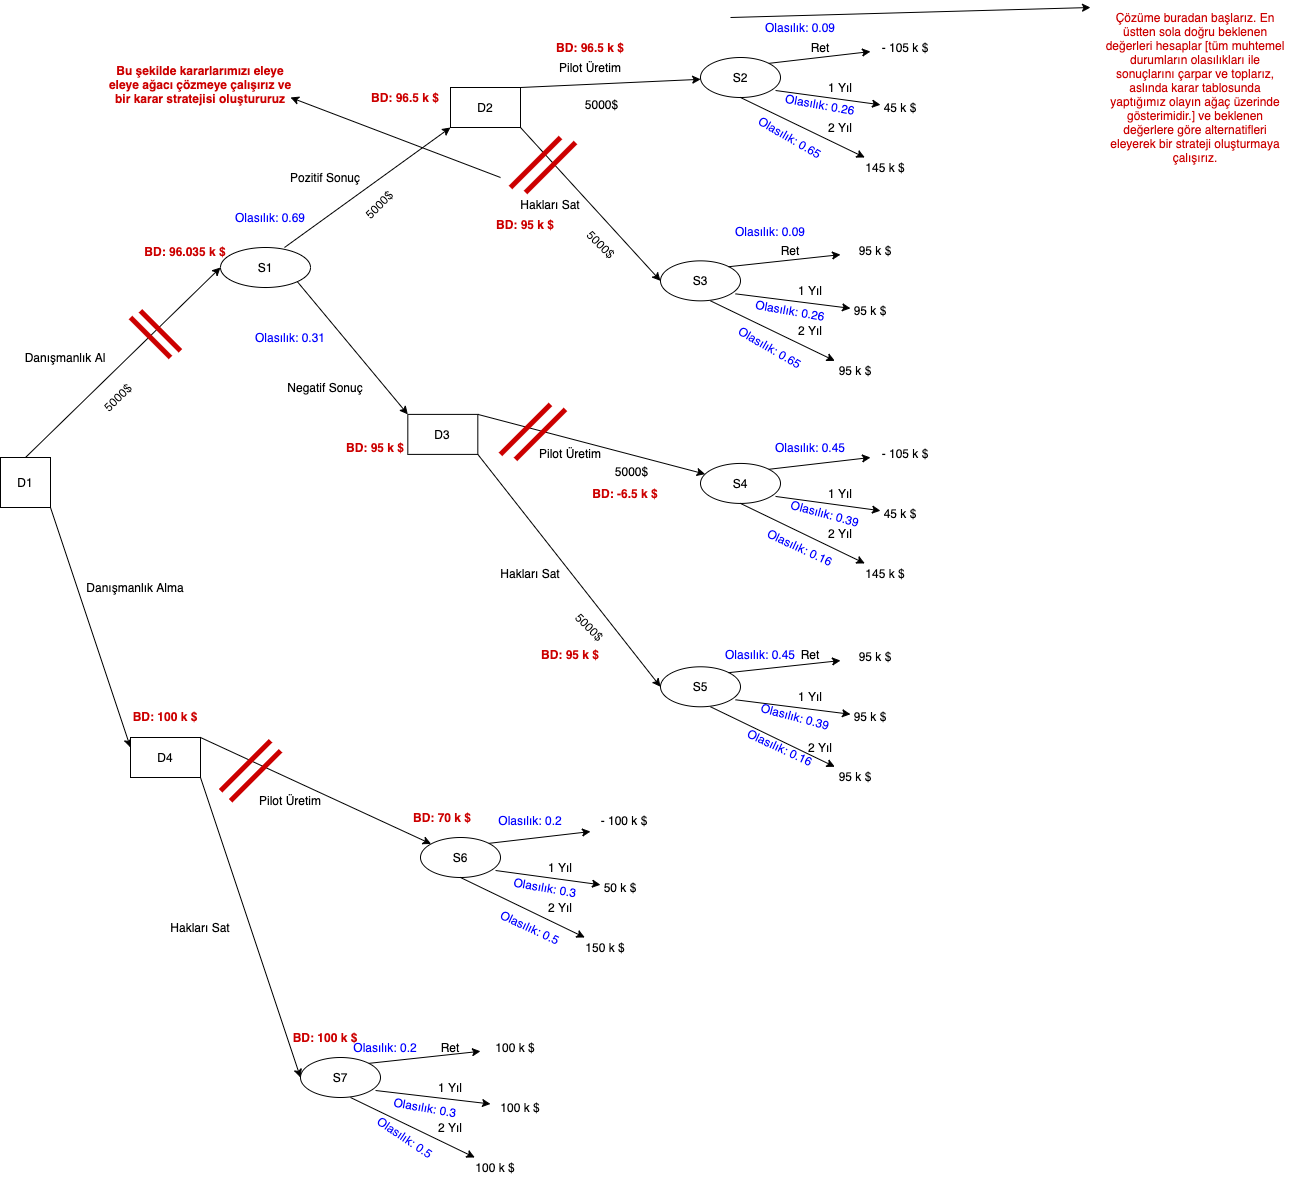 Olasılık: 0.09
Çözüme buradan başlarız. En
üstten sola doğru beklenen
değerleri hesaplar [tüm muhtemel
durumların olasılıkları ile
sonuçlarını çarpar ve toplarız,
aslında karar tablosunda
yaptığımız olayın ağaç üzerinde
gösterimidir.] ve beklenen
değerlere göre alternatifleri
eleyerek bir strateji oluşturmaya
çalışırız.
BD: 96.5 k $
Pilot Üretim
5000$
S2
Ret
- 105 k $
1 Yıl
Olasılık: 0.26
45 k $
2 Yıl
Olasılık: 0.65
145 k $
Bu şekilde kararlarımızı eleye
eleye ağacı çözmeye çalışırız ve
bir karar stratejisi oluştururuz
BD: 96.5 k $
D2
Pozitif Sonuç
5000$
Olasılık: 0.69
Hakları Sat
BD: 95 k $
5000$
Olasılık: 0.09
Ret
95 k $
S3
1 Yıl
Olasılık: 0.26
95 k $
2 Yıl
Olasılık: 0.65
95 k $
BD: 96.035 k $
S1
Olasılık: 0.31
Danışmanlık Al
5000$
Negatif Sonuç
D3
BD: 95 k $
Pilot Üretim
5000$
BD: -6.5 k $
Olasılık: 0.45
- 105 k $
S4
1 Yıl
Olasılık: 0.39
45 k $
2 Yıl
Olasılık: 0.16
145 k $
D1
Danışmanlık Alma
Hakları Sat
5000$
BD: 95 k $
Olasılık: 0.45
Ret
95 k $
S5
1 Yıl
Olasılık: 0.39
95 k $
2 Yıl
Olasılık: 0.16
95 k $
BD: 100 k $
D4
Pilot Üretim
BD: 70 k $
Olasılık: 0.2
- 100 k $
S6
1 Yıl
Olasılık: 0.3
50 k $
2 Yıl
Olasılık: 0.5
150 k $
Hakları Sat
BD: 100 k $
Olasılık: 0.2
Ret
100 k $
S7
1 Yıl
Olasılık: 0.3
100 k $
2 Yıl
Olasılık: 0.5
100 k $